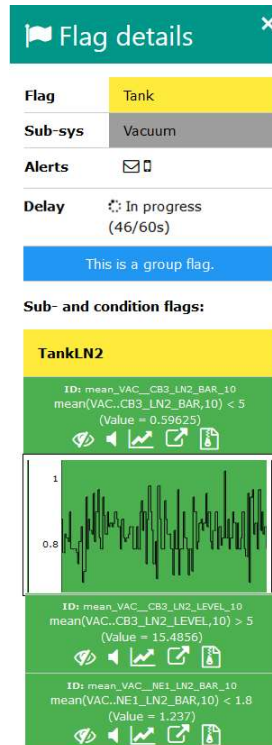 Flag details ×
Flag Tank
Sub-sys Vacuum
Alerts
Delay In progress
(46/60s)
This is a group flag.
Sub- and condition flags:
TankLN2
ID: mean_VAC__CB3_LN2_BAR_10
mean(VAC..CB3_LN2_BAR,10) < 5
(Value = 0.59625)
1
0.8
ID: mean_VAC__CB3_LN2_LEVEL_10
mean(VAC..CB3_LN2_LEVEL,10) > 5
(Value = 15.4856)
ID: mean_VAC__NE1_LN2_BAR_10
mean(VAC..NE1_LN2_BAR,10) < 1.8
(Value = 1.237)